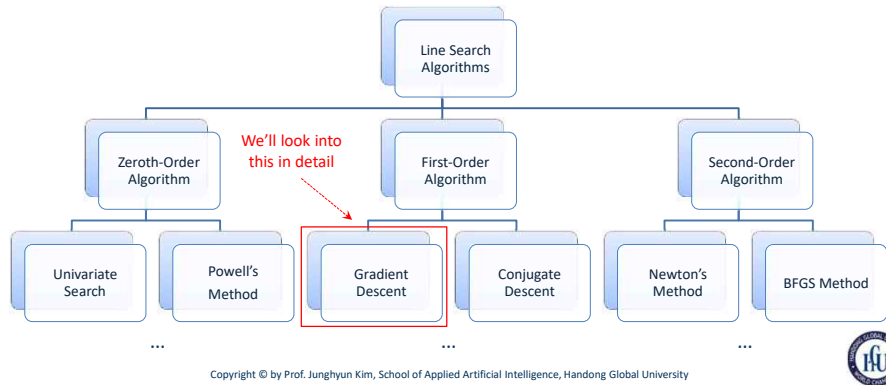 Line Search
Algorithms
Zeroth-Order
Algorithm
We'll look into
this in detail
First-Order
Algorithm
Second-Order
Algorithm
Univariate
Search
Powell's
Method
Gradient
Descent
Conjugate
Descent
Newton's
Method
BFGS Method
...
...
...
Copyright © by Prof. Junghyun Kim, School of Applied Artificial Intelligence, Handong Global University